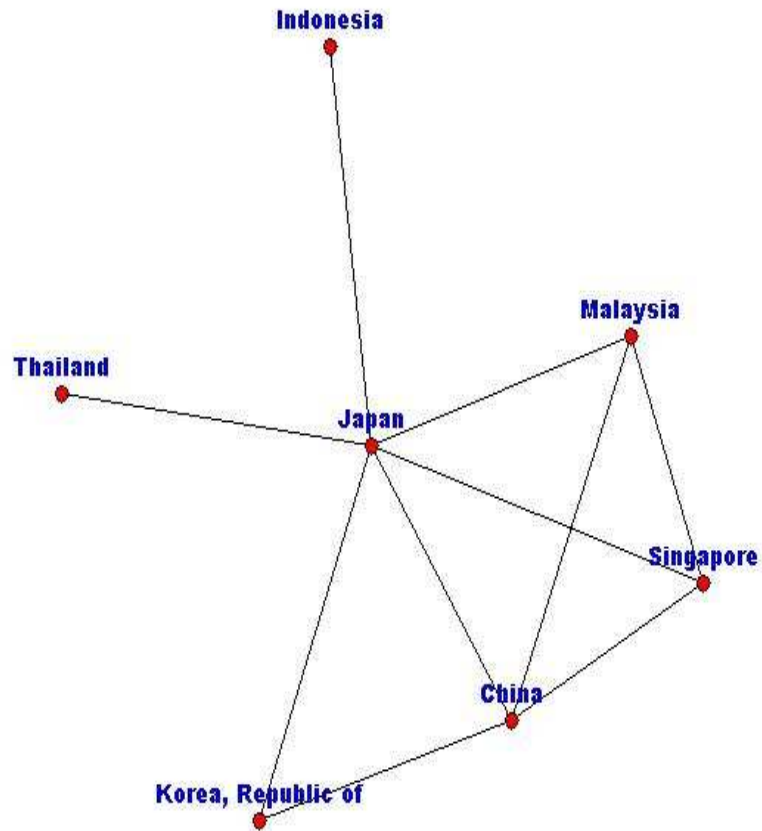 Indonesia
Malaysia
Thailand
Japan
Singapore
China
Korea, Republic of